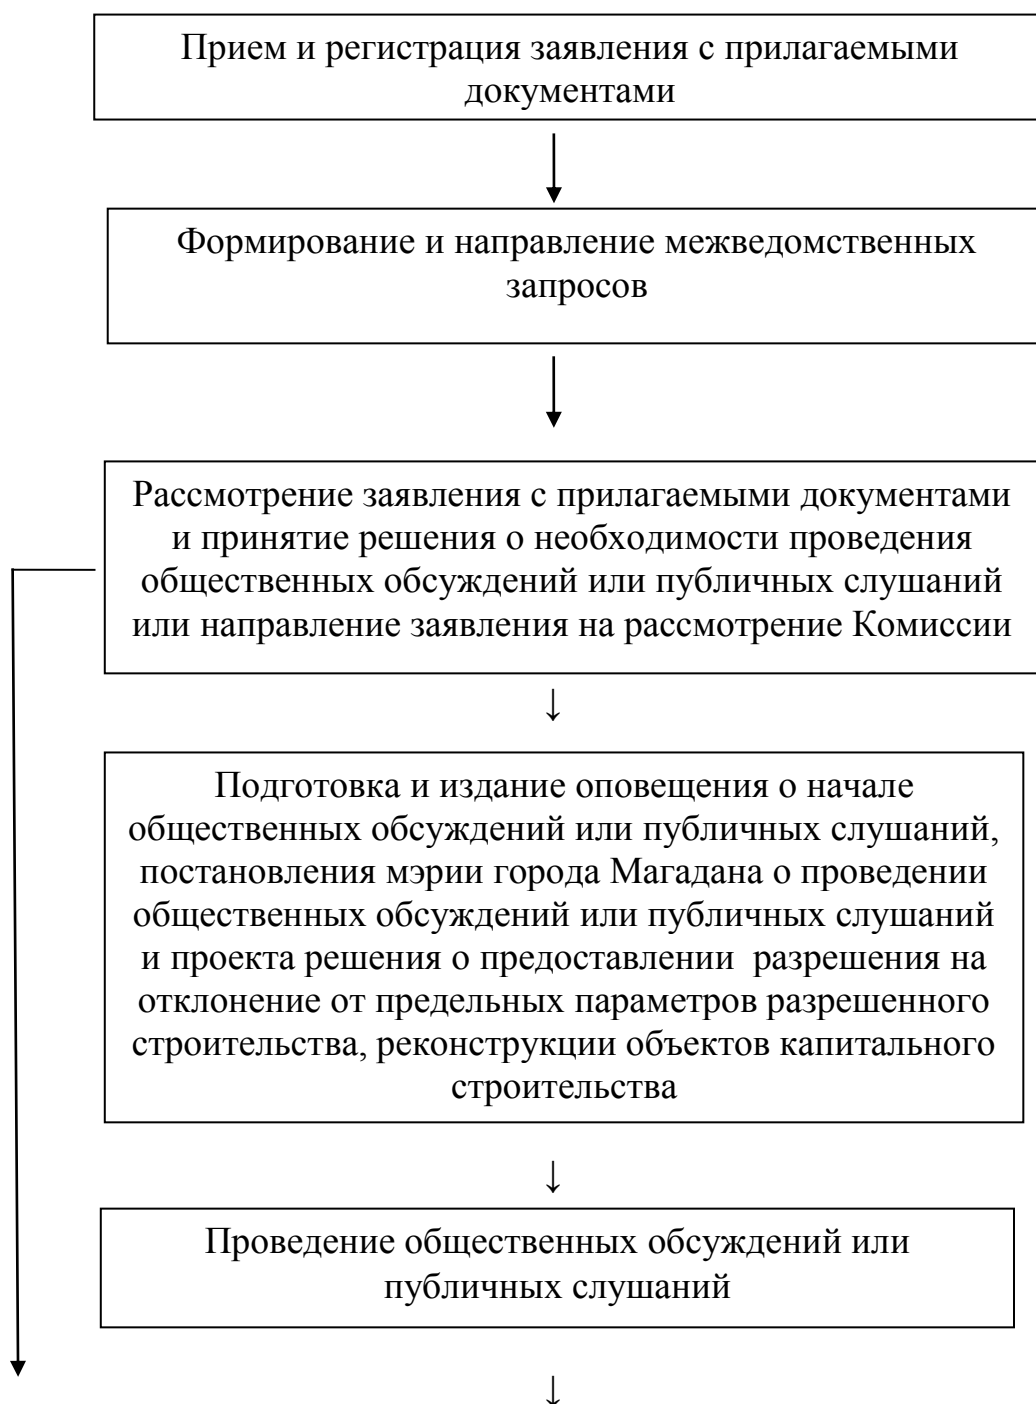 Прием и регистрация заявления с прилагаемыми
документами
Формирование и направление межведомственных
запросов
Рассмотрение заявления с прилагаемыми документами
и принятие решения о необходимости проведения
общественных обсуждений или публичных слушаний
или направление заявления на рассмотрение Комиссии
↓
Подготовка и издание оповещения о начале
общественных обсуждений или публичных слушаний,
постановления мэрии города Магадана о проведении
общественных обсуждений или публичных слушаний
и проекта решения о предоставлении  разрешения на
отклонение от предельных параметров разрешенного
строительства, реконструкции объектов капитального
строительства
↓
Проведение общественных обсуждений или
публичных слушаний
↓